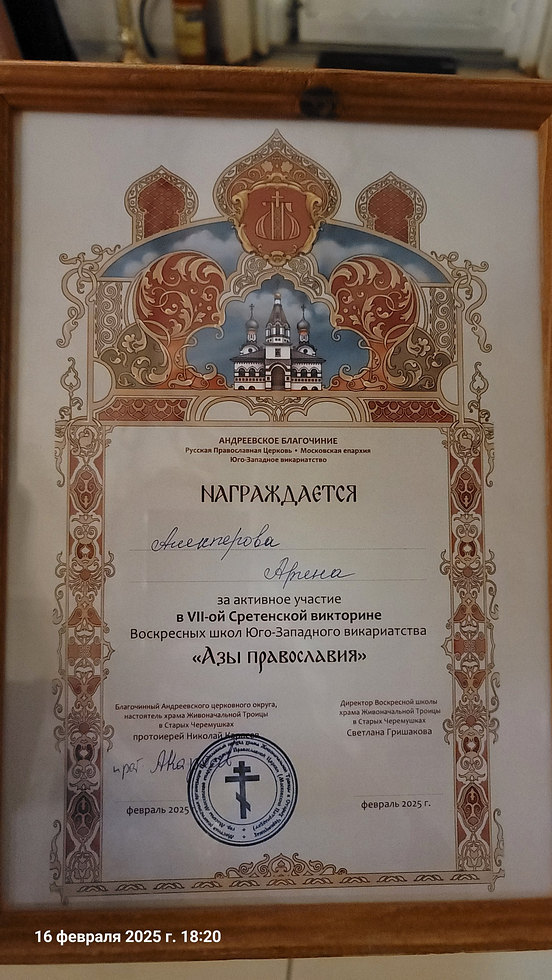 АНДРЕЕВСКОЕ БЛАГОЧИНИЕ
Русская Православная Церковь • Московская епархия
Юго-Западное викариатство
НАГРАЖДАЕТСЯ
Алекперова
Арена
за активное участие
в VII-ой Сретенской викторине
Воскресных школ Юго-Западного викариатства
«Азы православия»
Благочинный Андреевского церковного округа,
настоятель храма Живоначальной Троицы
в Старых Черемушках
протоиерей Николай Карасев
февраль 2025
Директор Воскресной школы
храма Живоначальной Троицы
в Старых Черемушках
Светлана Гришакова
февраль 2025 г.
16 февраля 2025 г. 18:20